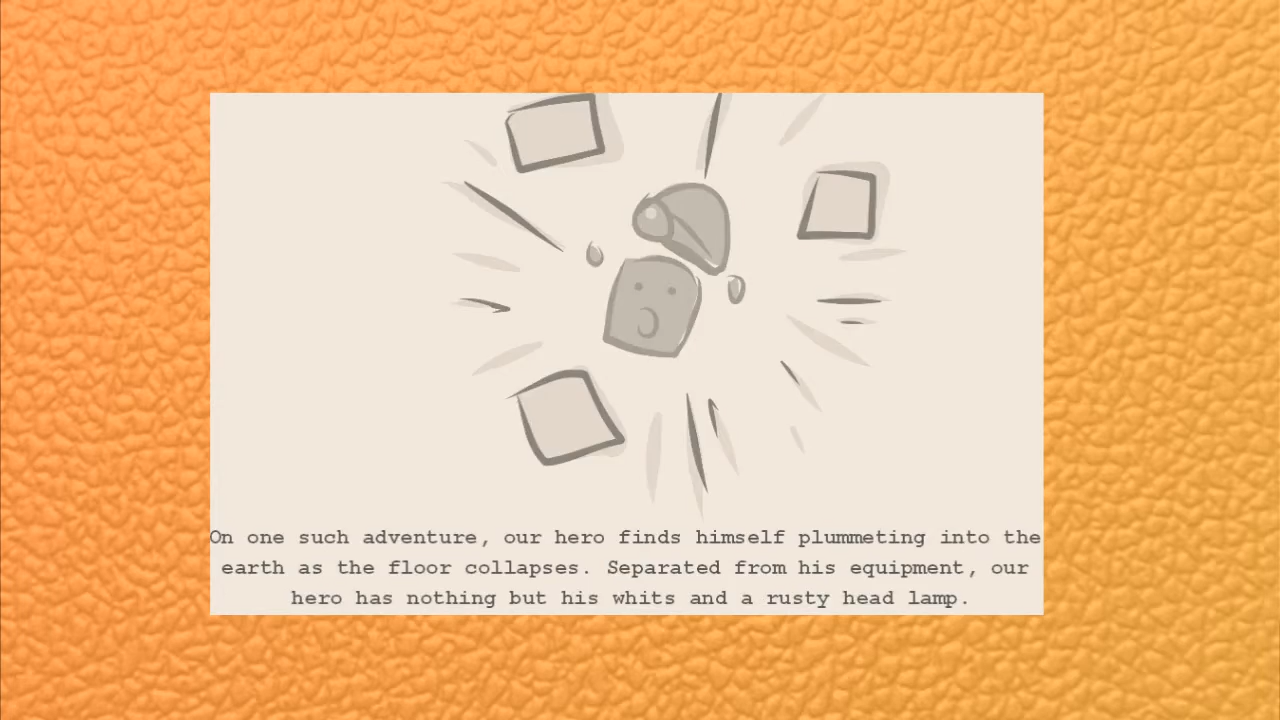 On one such adventure, our hero finds himself plummeting into the
earth as the floor collapses. Separated from his equipment, our
hero has nothing but his whits and a rusty head lamp.